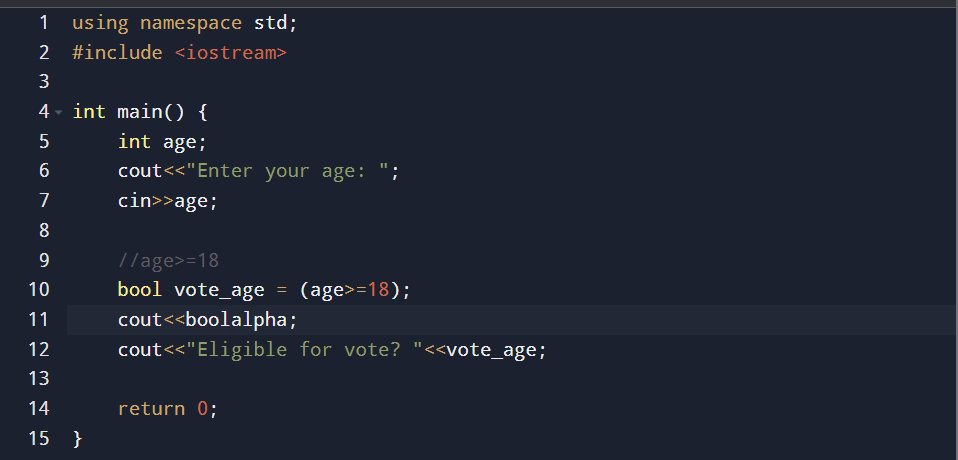 1 using namespace std;
2 #include <iostream>
3
4 int main() {
5     int age;
6     cout<<"Enter your age: ";
7     cin>>age;
8
9     //age>=18
10     bool vote_age = (age>=18);
11     cout<<boolalpha;
12     cout<<"Eligible for vote? "<<vote_age;
13
14     return 0;
15 }